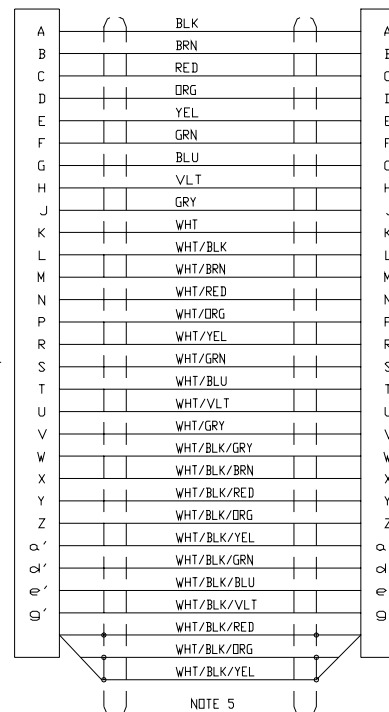 A BLK A
B BRN B
C RED C
D ORG D
E YEL E
F GRN F
G BLU G
H VLT H
J GRY J
K WHT K
L WHT/BLK L
M WHT/BRN M
N WHT/RED N
P WHT/ORG P
R WHT/YEL R
S WHT/GRN S
T WHT/BLU T
U WHT/VLT U
V WHT/GRY V
W WHT/BLK/GRY W
X WHT/BLK/BRN X
Y WHT/BLK/RED Y
Z WHT/BLK/ORG Z
a' WHT/BLK/YEL a
d' WHT/BLK/GRN d
e' WHT/BLK/BLU e
g' WHT/BLK/VLT g
WHT/BLK/RED
WHT/BLK/ORG
WHT/BLK/YEL
NOTE 5